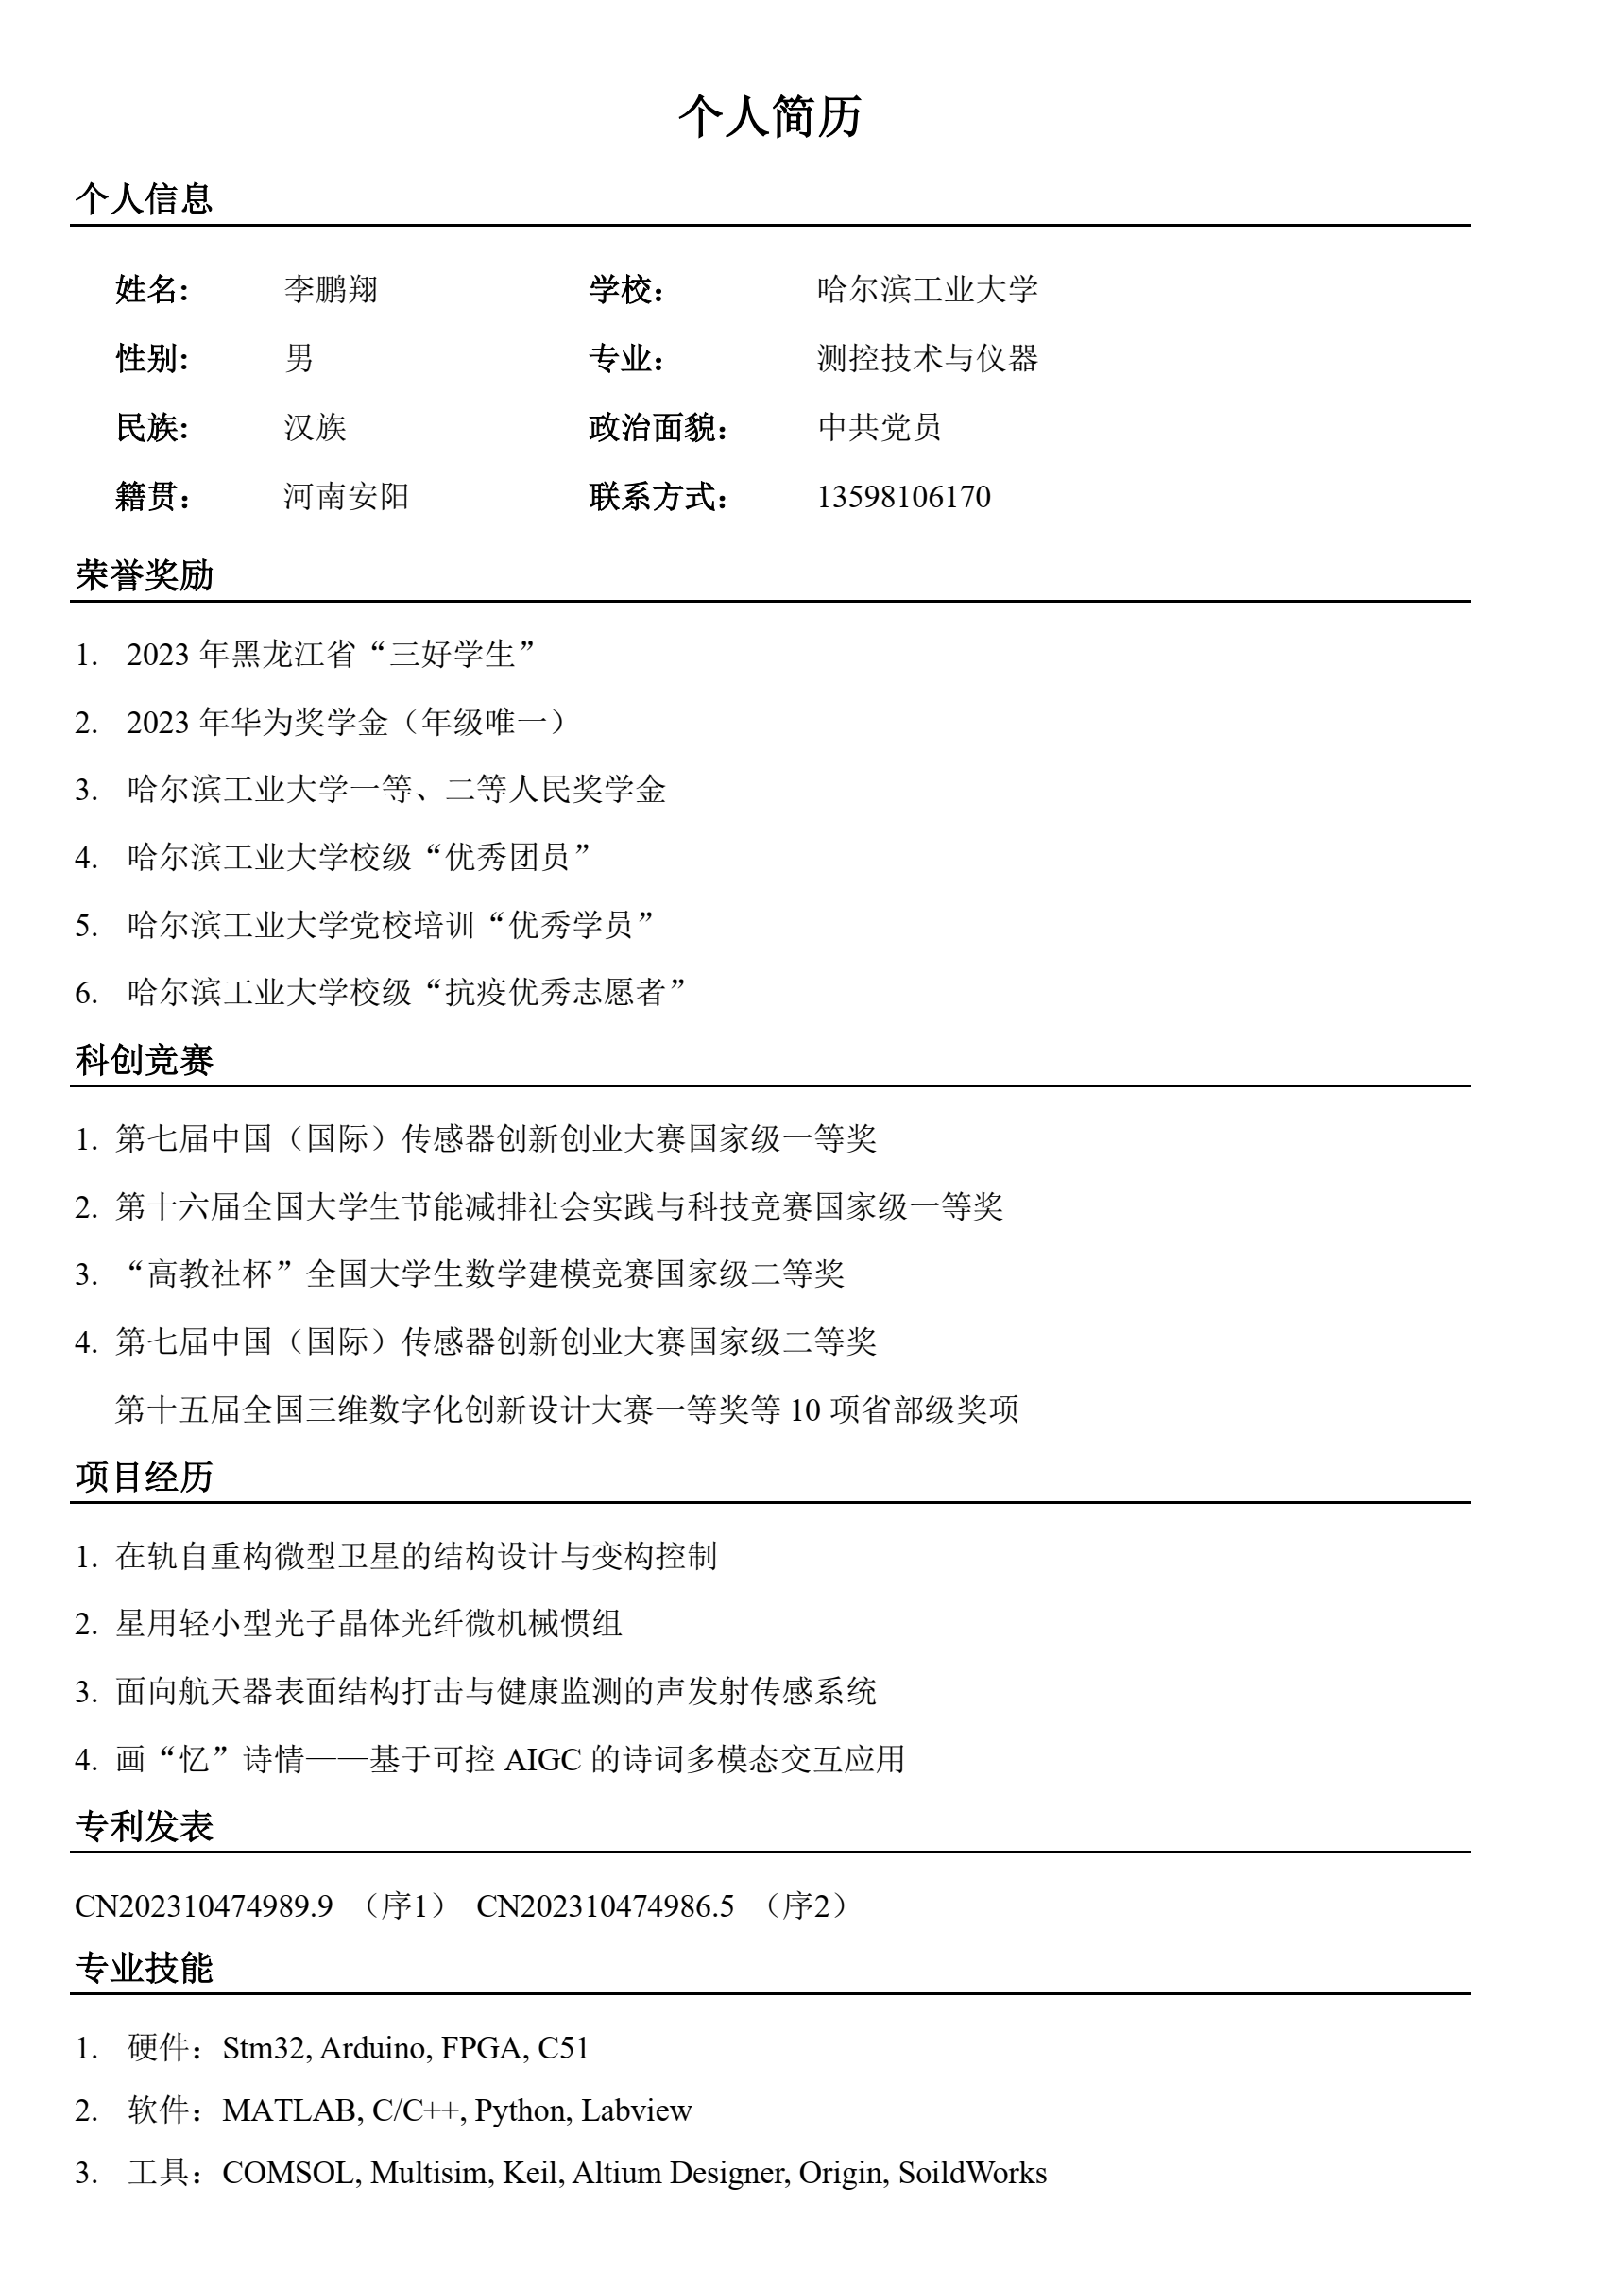 个人简历
个人信息
姓名： 李鹏翔 学校： 哈尔滨工业大学
性别： 男 专业： 测控技术与仪器
民族： 汉族 政治面貌： 中共党员
籍贯： 河南安阳 联系方式： 13598106170
荣誉奖励
1. 2023 年黑龙江省“三好学生”
2. 2023 年华为奖学金（年级唯一）
3. 哈尔滨工业大学一等、二等人民奖学金
4. 哈尔滨工业大学校级“优秀团员”
5. 哈尔滨工业大学党校培训“优秀学员”
6. 哈尔滨工业大学校级“抗疫优秀志愿者”
科创竞赛
1. 第七届中国（国际）传感器创新创业大赛国家级一等奖
2. 第十六届全国大学生节能减排社会实践与科技竞赛国家级一等奖
3. “高教社杯”全国大学生数学建模竞赛国家级二等奖
4. 第七届中国（国际）传感器创新创业大赛国家级二等奖
第十五届全国三维数字化创新设计大赛一等奖等 10 项省部级奖项
项目经历
1. 在轨自重构微型卫星的结构设计与变构控制
2. 星用轻小型光子晶体光纤微机械惯组
3. 面向航天器表面结构打击与健康监测的声发射传感系统
4. 画“忆”诗情——基于可控 AIGC 的诗词多模态交互应用
专利发表
CN202310474989.9 （序1） CN202310474986.5 （序2）
专业技能
1. 硬件：Stm32, Arduino, FPGA, C51
2. 软件：MATLAB, C/C++, Python, Labview
3. 工具：COMSOL, Multisim, Keil, Altium Designer, Origin, SoildWorks